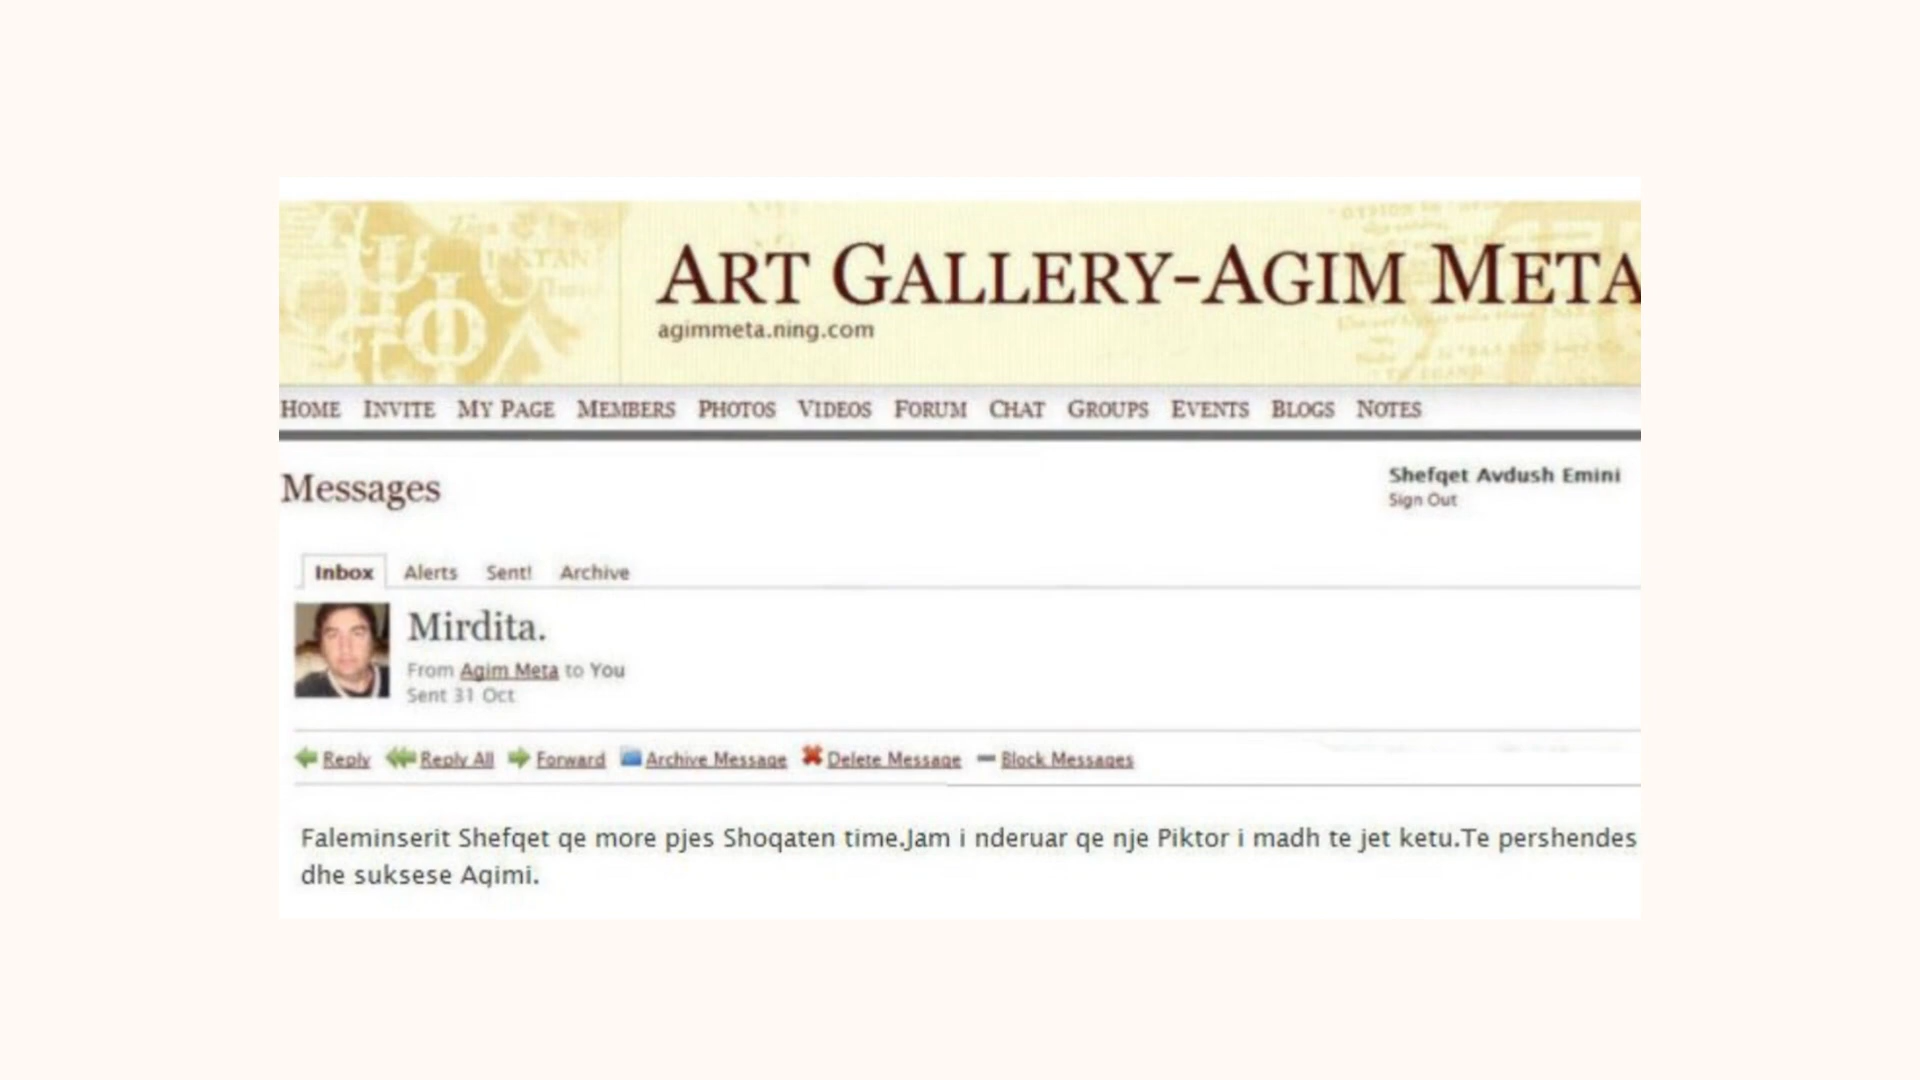 ART GALLERY-AGIM META
agimmeta.ning.com
HOME INVITE MY PAGE MEMBERS PHOTOS VIDEOS FORUM CHAT GROUPS EVENTS BLOGS NOTES
Messages
Shefqet Avdush Emini
Sign Out
Inbox Alerts Sent! Archive
Mirdita.
From Agim Meta to You
Sent 31 Oct
Reply Reply All Forward Archive Message Delete Message Block Messages
Faleminserit Shefqet qe more pjes Shoqaten time.Jam i nderuar qe nje Piktor i madh te jet ketu.Te pershendes
dhe suksese Agimi.